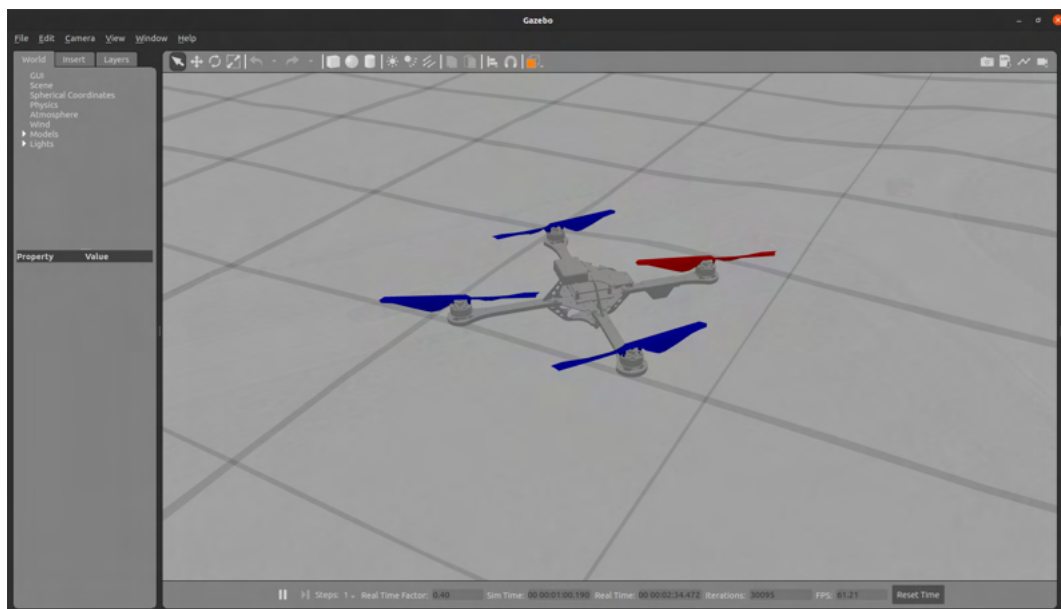 Gazebo
File Edit Camera View Window Help
World Insert Layers
GUI
Scene
Spherical Coordinates
Physics
Atmosphere
Wind
Models
Lights
Property Value
Steps: 1 Real Time Factor: 0.40 Sim Time: 00 00:01:00.190 Real Time: 00 00:02:34.472 Iterations: 30095 FPS: 61.21 Reset Time